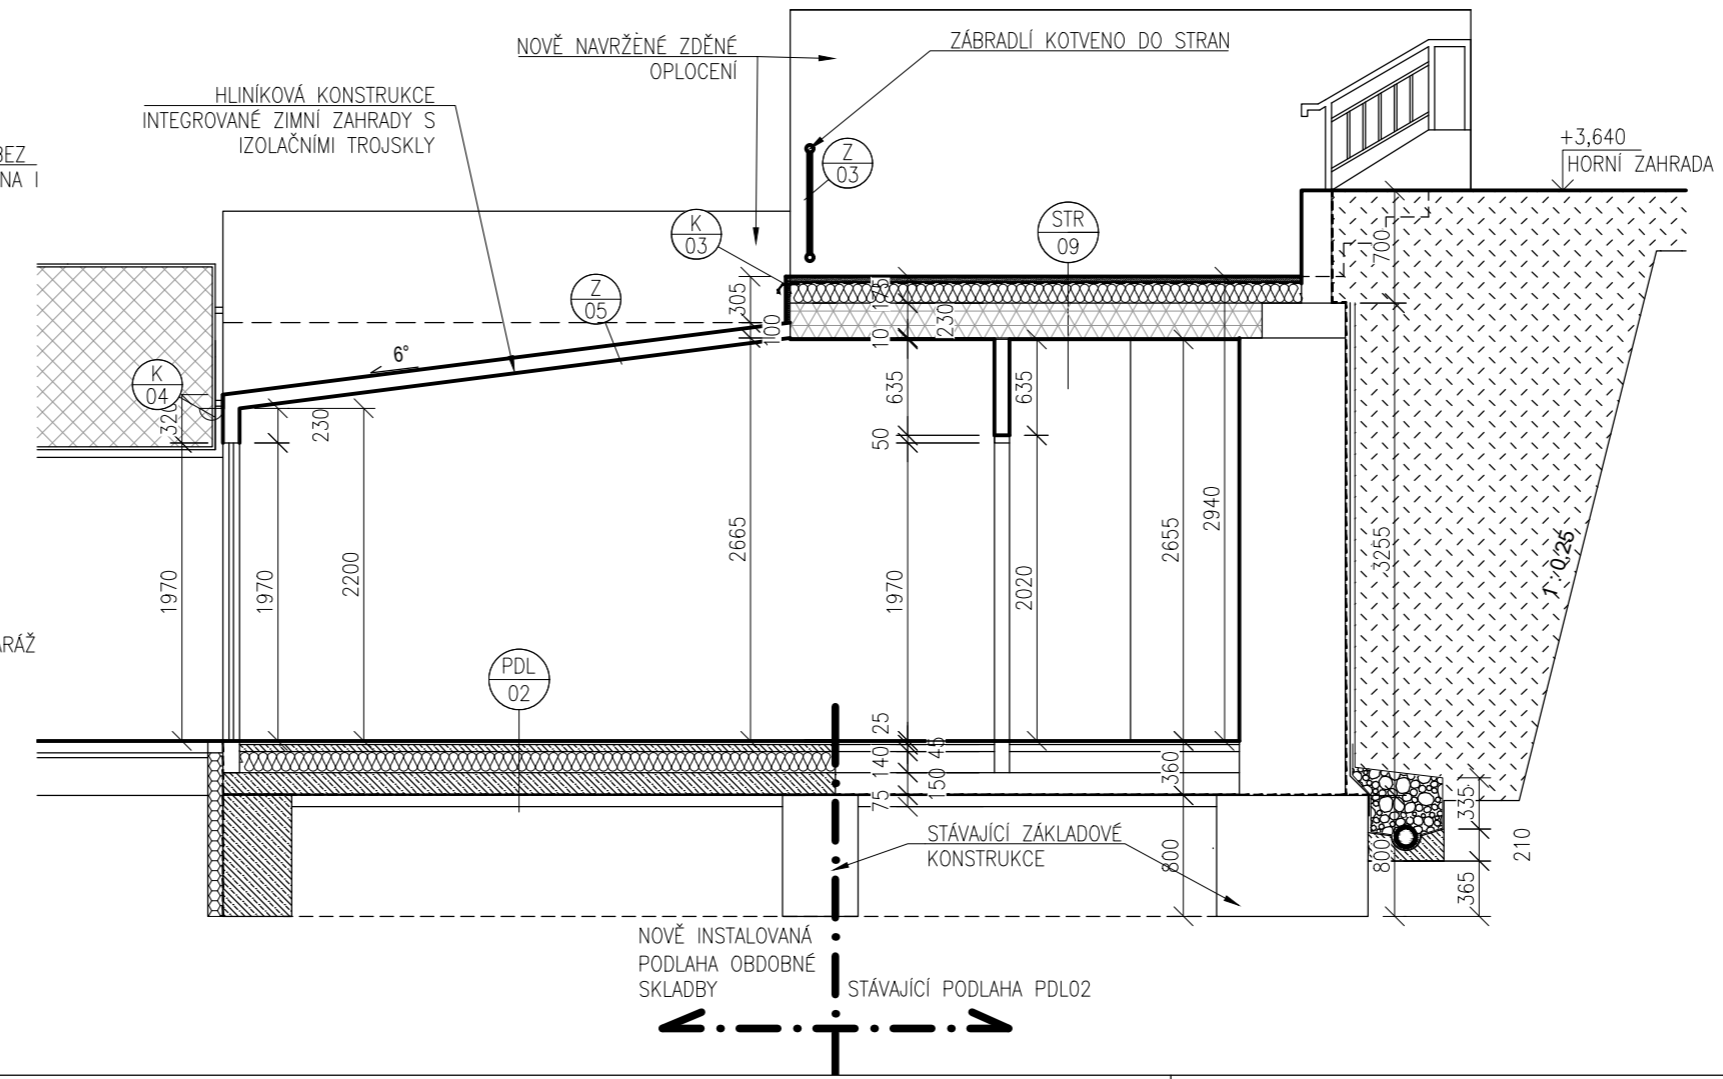 NOVĚ NAVRŽENÉ ZDĚNÉ
OPLOCENÍ
ZÁBRADLÍ KOTVENO DO STRAN
HLINÍKOVÁ KONSTRUKCE
INTEGROVANÉ ZIMNÍ ZAHRADY S
IZOLAČNÍMI TROJSKLY
BEZ
NA I
+3,640
HORNÍ ZAHRADA
Z
03
K
03
STR
09
Z
05
K
04
6°
700
305
100
230
10
320
230
635
635
50
1970
1970
2200
2665
1970
2020
2655
2940
3255
1 : 0,25
ARÁŽ
PDL
02
25
45
140
150
75
360
800
800
335
210
365
STÁVAJÍCÍ ZÁKLADOVÉ
KONSTRUKCE
NOVĚ INSTALOVANÁ
PODLAHA OBDOBNÉ
SKLADBY
STÁVAJÍCÍ PODLAHA PDL02